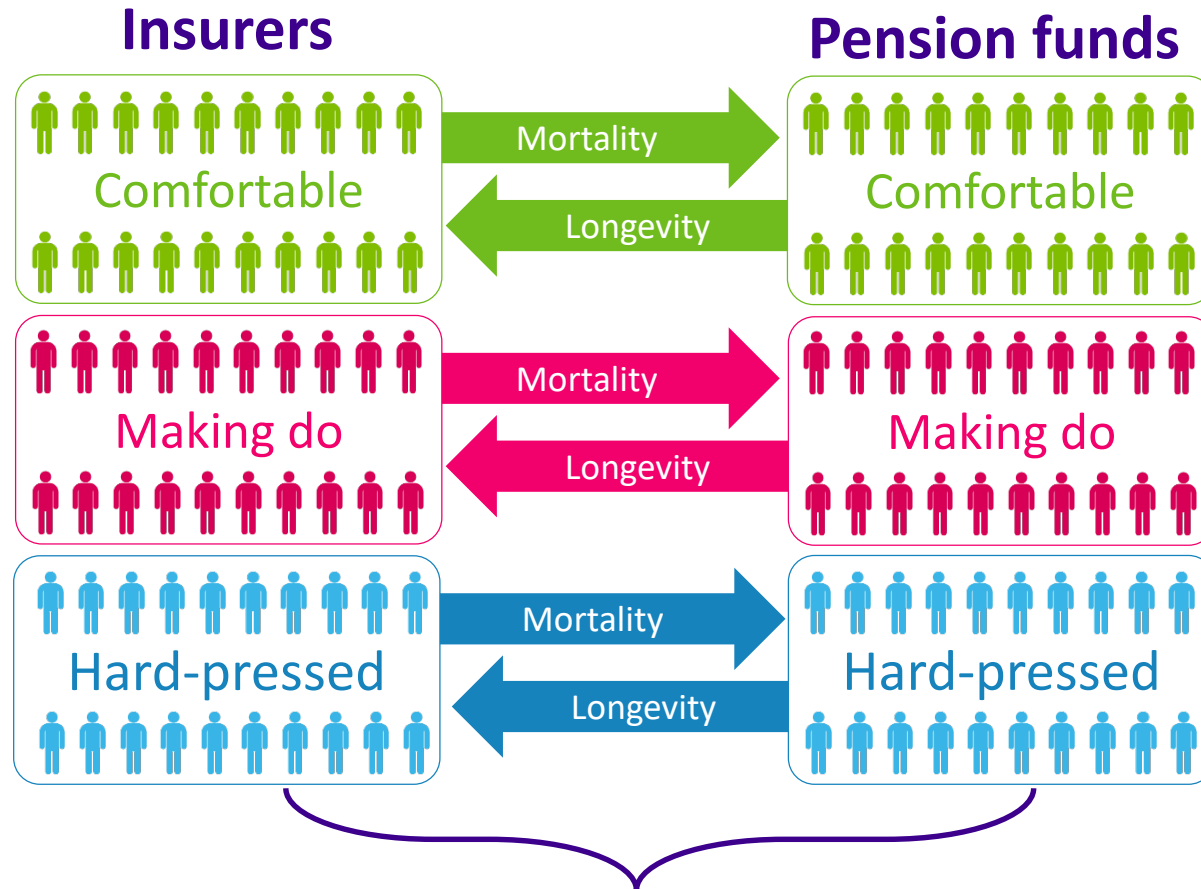 Insurers
Pension funds
Mortality
Comfortable
Comfortable
Longevity
Mortality
Making do
Making do
Longevity
Mortality
Hard-pressed
Hard-pressed
Longevity